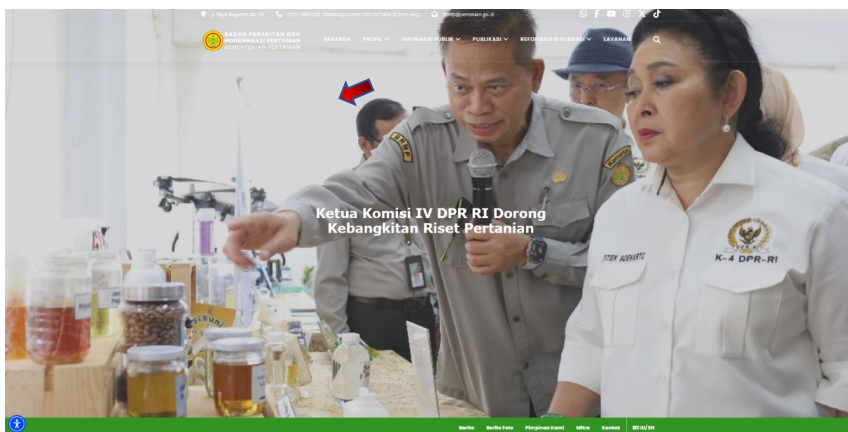 BADAN PERAKITAN DAN
MODERNISASI PERTANIAN
KEMENTERIAN PERTANIAN
BERANDA PROFIL INFORMASI PUBLIK PUBLIKASI REFORMASI BIROKRASI LAYANAN
Ketua Komisi IV DPR RI Dorong
Kebangkitan Riset Pertanian
TITIEK SOEHARTO
K-4 DPR-RI
Berita Berita Foto Pimpinan Kami Mitra Kontak ID/EN